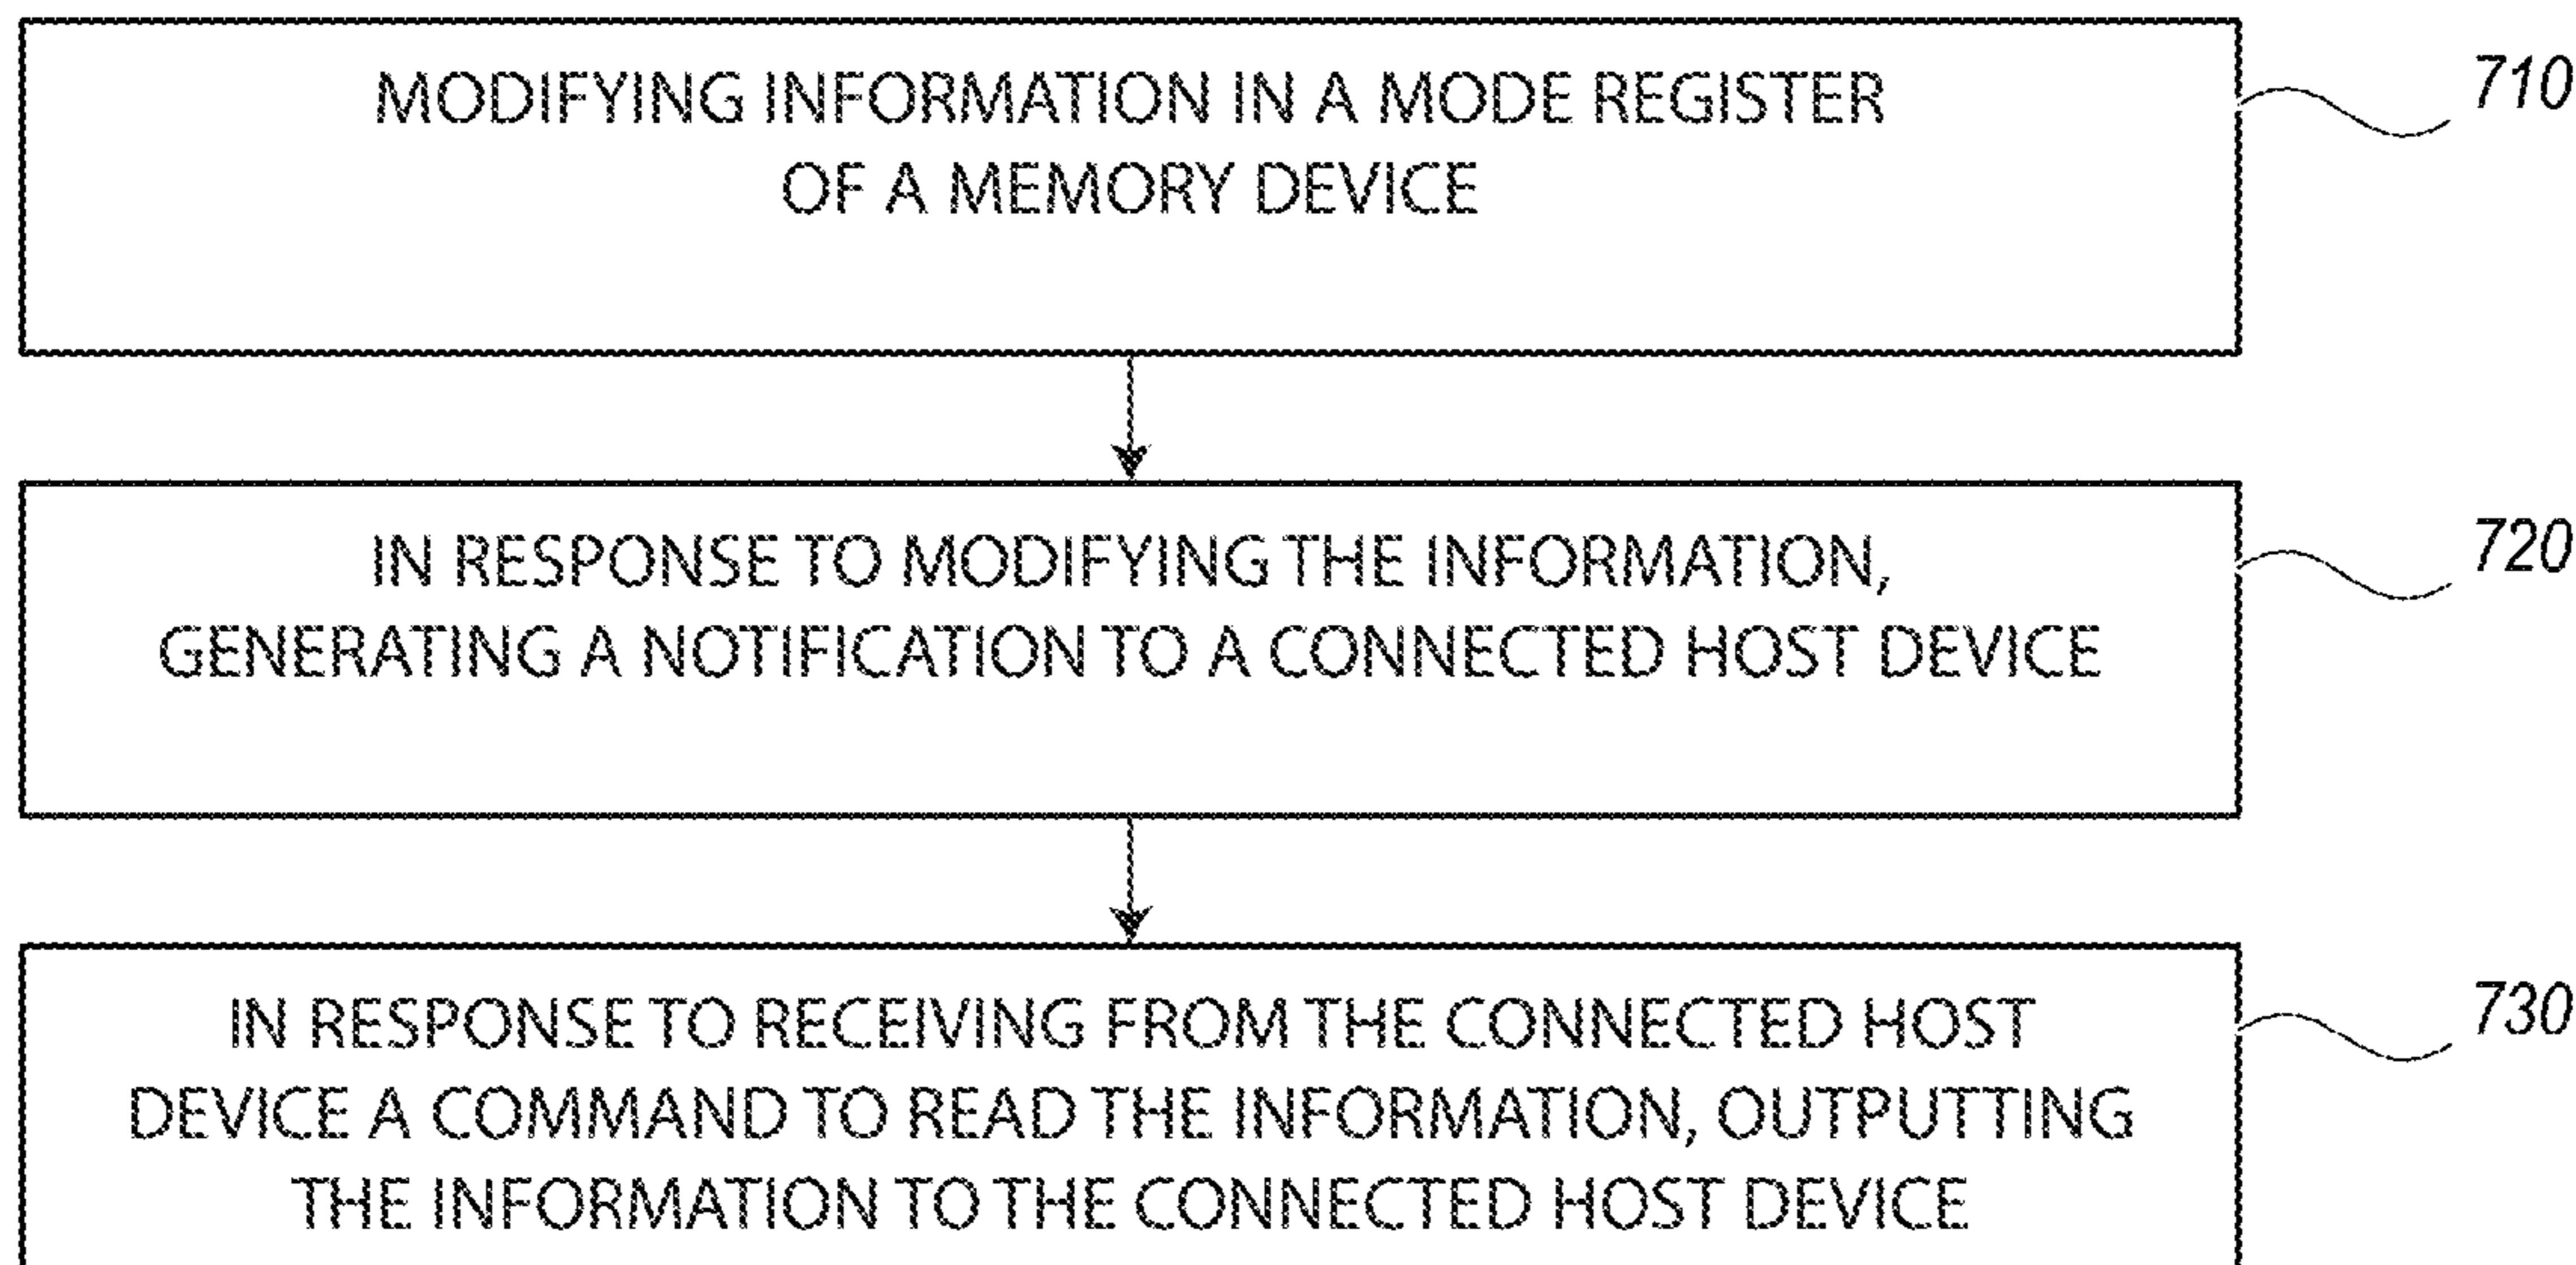 MODIFYING INFORMATION IN A MODE REGISTER
OF A MEMORY DEVICE
710
IN RESPONSE TO MODIFYING THE INFORMATION,
GENERATING A NOTIFICATION TO A CONNECTED HOST DEVICE
720
IN RESPONSE TO RECEIVING FROM THE CONNECTED HOST
DEVICE A COMMAND TO READ THE INFORMATION, OUTPUTTING
THE INFORMATION TO THE CONNECTED HOST DEVICE
730